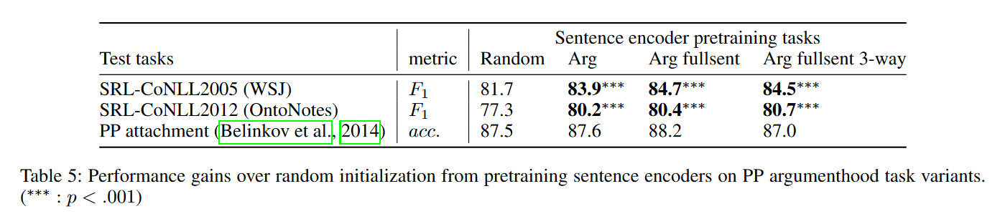 Sentence encoder pretraining tasks
Test tasks metric Random Arg Arg fullsent Arg fullsent 3-way
SRL-CoNLL2005 (WSJ) F1 81.7 83.9*** 84.7*** 84.5***
SRL-CoNLL2012 (OntoNotes) F1 77.3 80.2*** 80.4*** 80.7***
PP attachment (Belinkov et al., 2014) acc. 87.5 87.6 88.2 87.0
Table 5: Performance gains over random initialization from pretraining sentence encoders on PP argumenthood task variants.
(*** : p < .001)